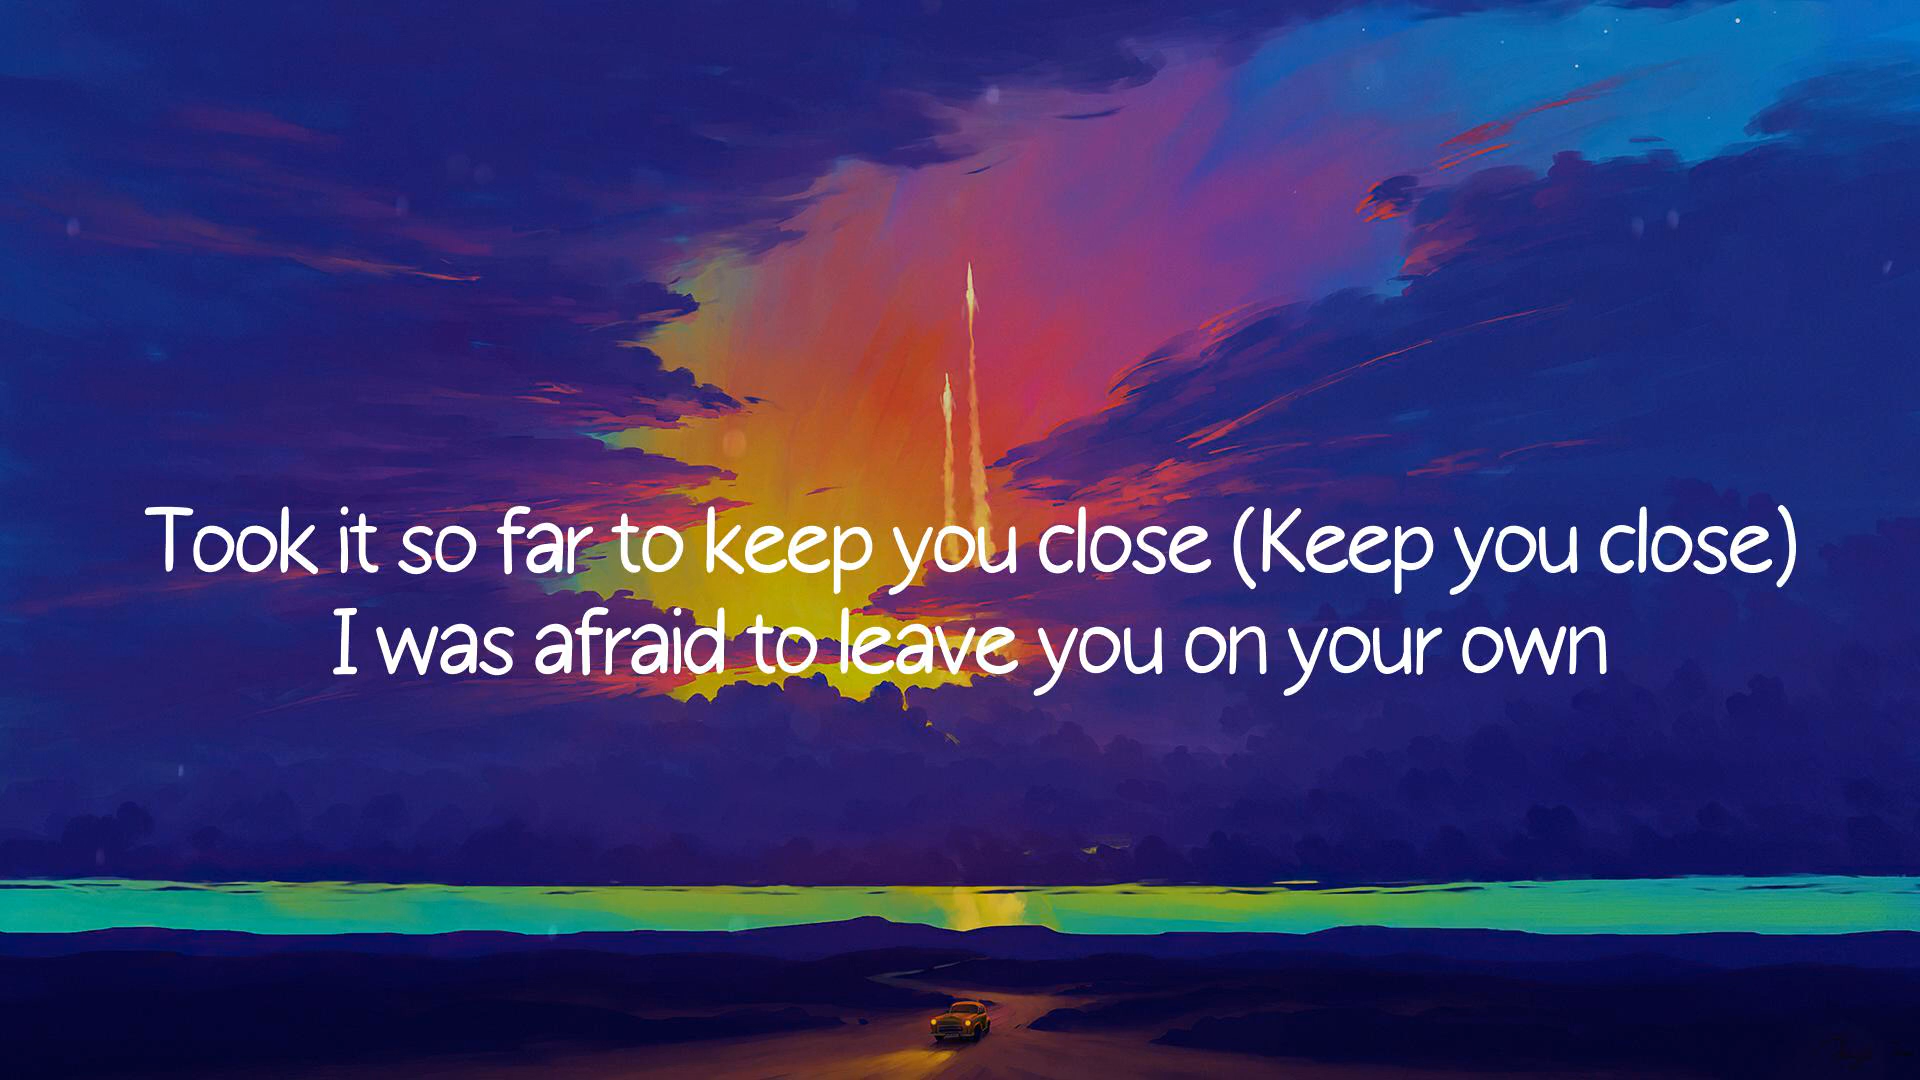 Took it so far to keep you close (Keep you close)
I was afraid to leave you on your own